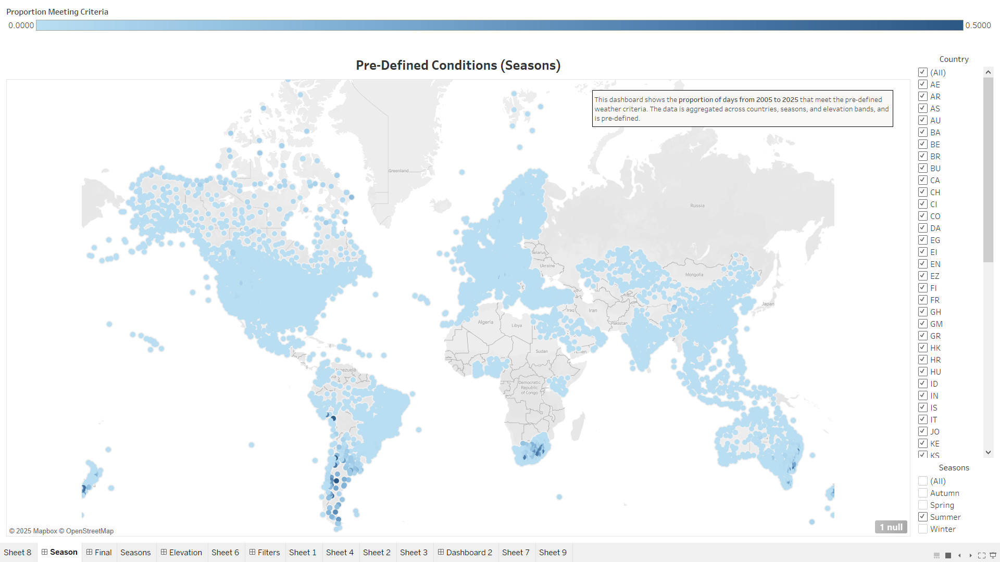 Proportion Meeting Criteria
0.0000
0.5000
Pre-Defined Conditions (Seasons)
This dashboard shows the proportion of days from 2005 to 2025 that meet the pre-defined
weather criteria. The data is aggregated across countries, seasons, and elevation bands, and
is pre-defined.
Greenland
Russia
Belarus
Ukraine
Mongolia
Japan
Iraq
Iran
Pakistan
Algeria
Libya
Sudan
Democratic
Republic
of Congo
© 2025 Mapbox © OpenStreetMap
1 null
Country
(All)
AE
AR
AS
AU
BA
BE
BR
BU
CA
CH
CI
CO
DA
EG
EI
EN
EZ
FI
FR
GH
GM
GR
HK
HR
HU
ID
IN
IS
IT
JO
KE
KS
Seasons
(All)
Autumn
Spring
Summer
Winter
Sheet 8
Season
Final
Seasons
Elevation
Sheet 6
Filters
Sheet 1
Sheet 4
Sheet 2
Sheet 3
Dashboard 2
Sheet 7
Sheet 9